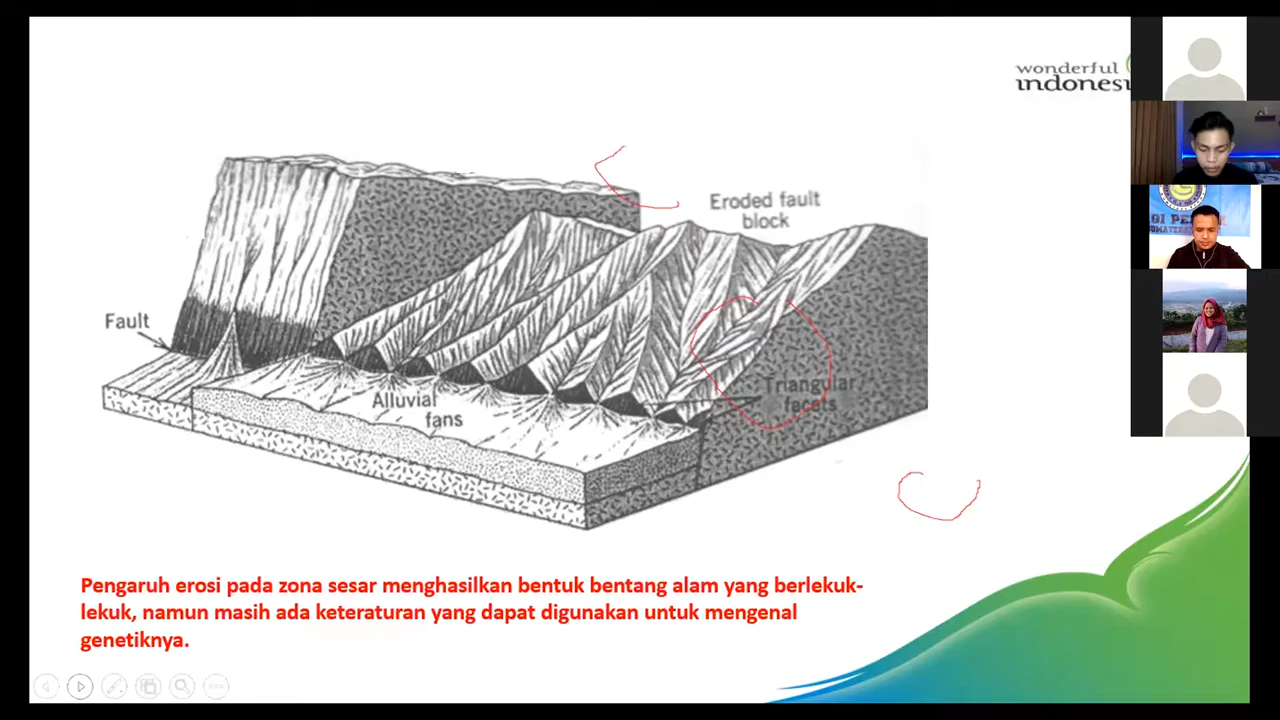 wonderful
indonesi
Eroded fault
block
Fault
Alluvial
fans
Triangular
facets
Pengaruh erosi pada zona sesar menghasilkan bentuk bentang alam yang berlekuk-
lekuk, namun masih ada keteraturan yang dapat digunakan untuk mengenal
genetiknya.